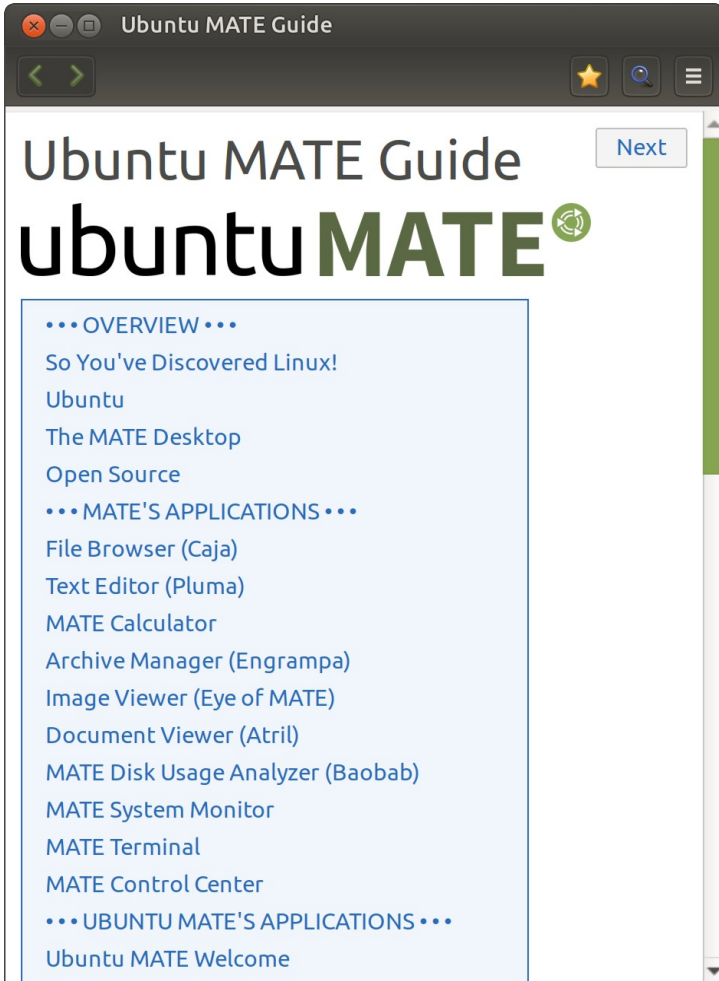 Ubuntu MATE Guide
Ubuntu MATE Guide
Next
ubuntu MATE
• • • OVERVIEW • • •
So You've Discovered Linux!
Ubuntu
The MATE Desktop
Open Source
• • • MATE'S APPLICATIONS • • •
File Browser (Caja)
Text Editor (Pluma)
MATE Calculator
Archive Manager (Engrampa)
Image Viewer (Eye of MATE)
Document Viewer (Atril)
MATE Disk Usage Analyzer (Baobab)
MATE System Monitor
MATE Terminal
MATE Control Center
• • • UBUNTU MATE'S APPLICATIONS • • •
Ubuntu MATE Welcome